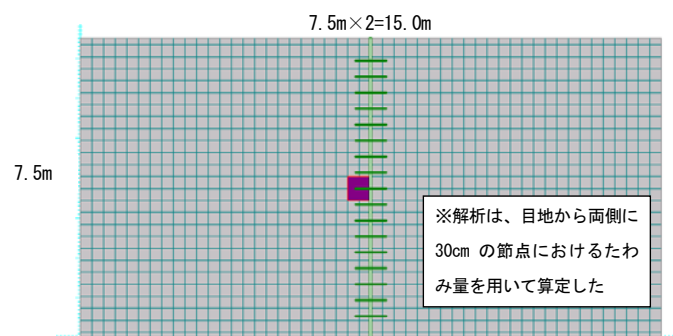 7.5m×2=15.0m
7.5m
※解析は、目地から両側に
30cm の節点におけるたわ
み量を用いて算定した